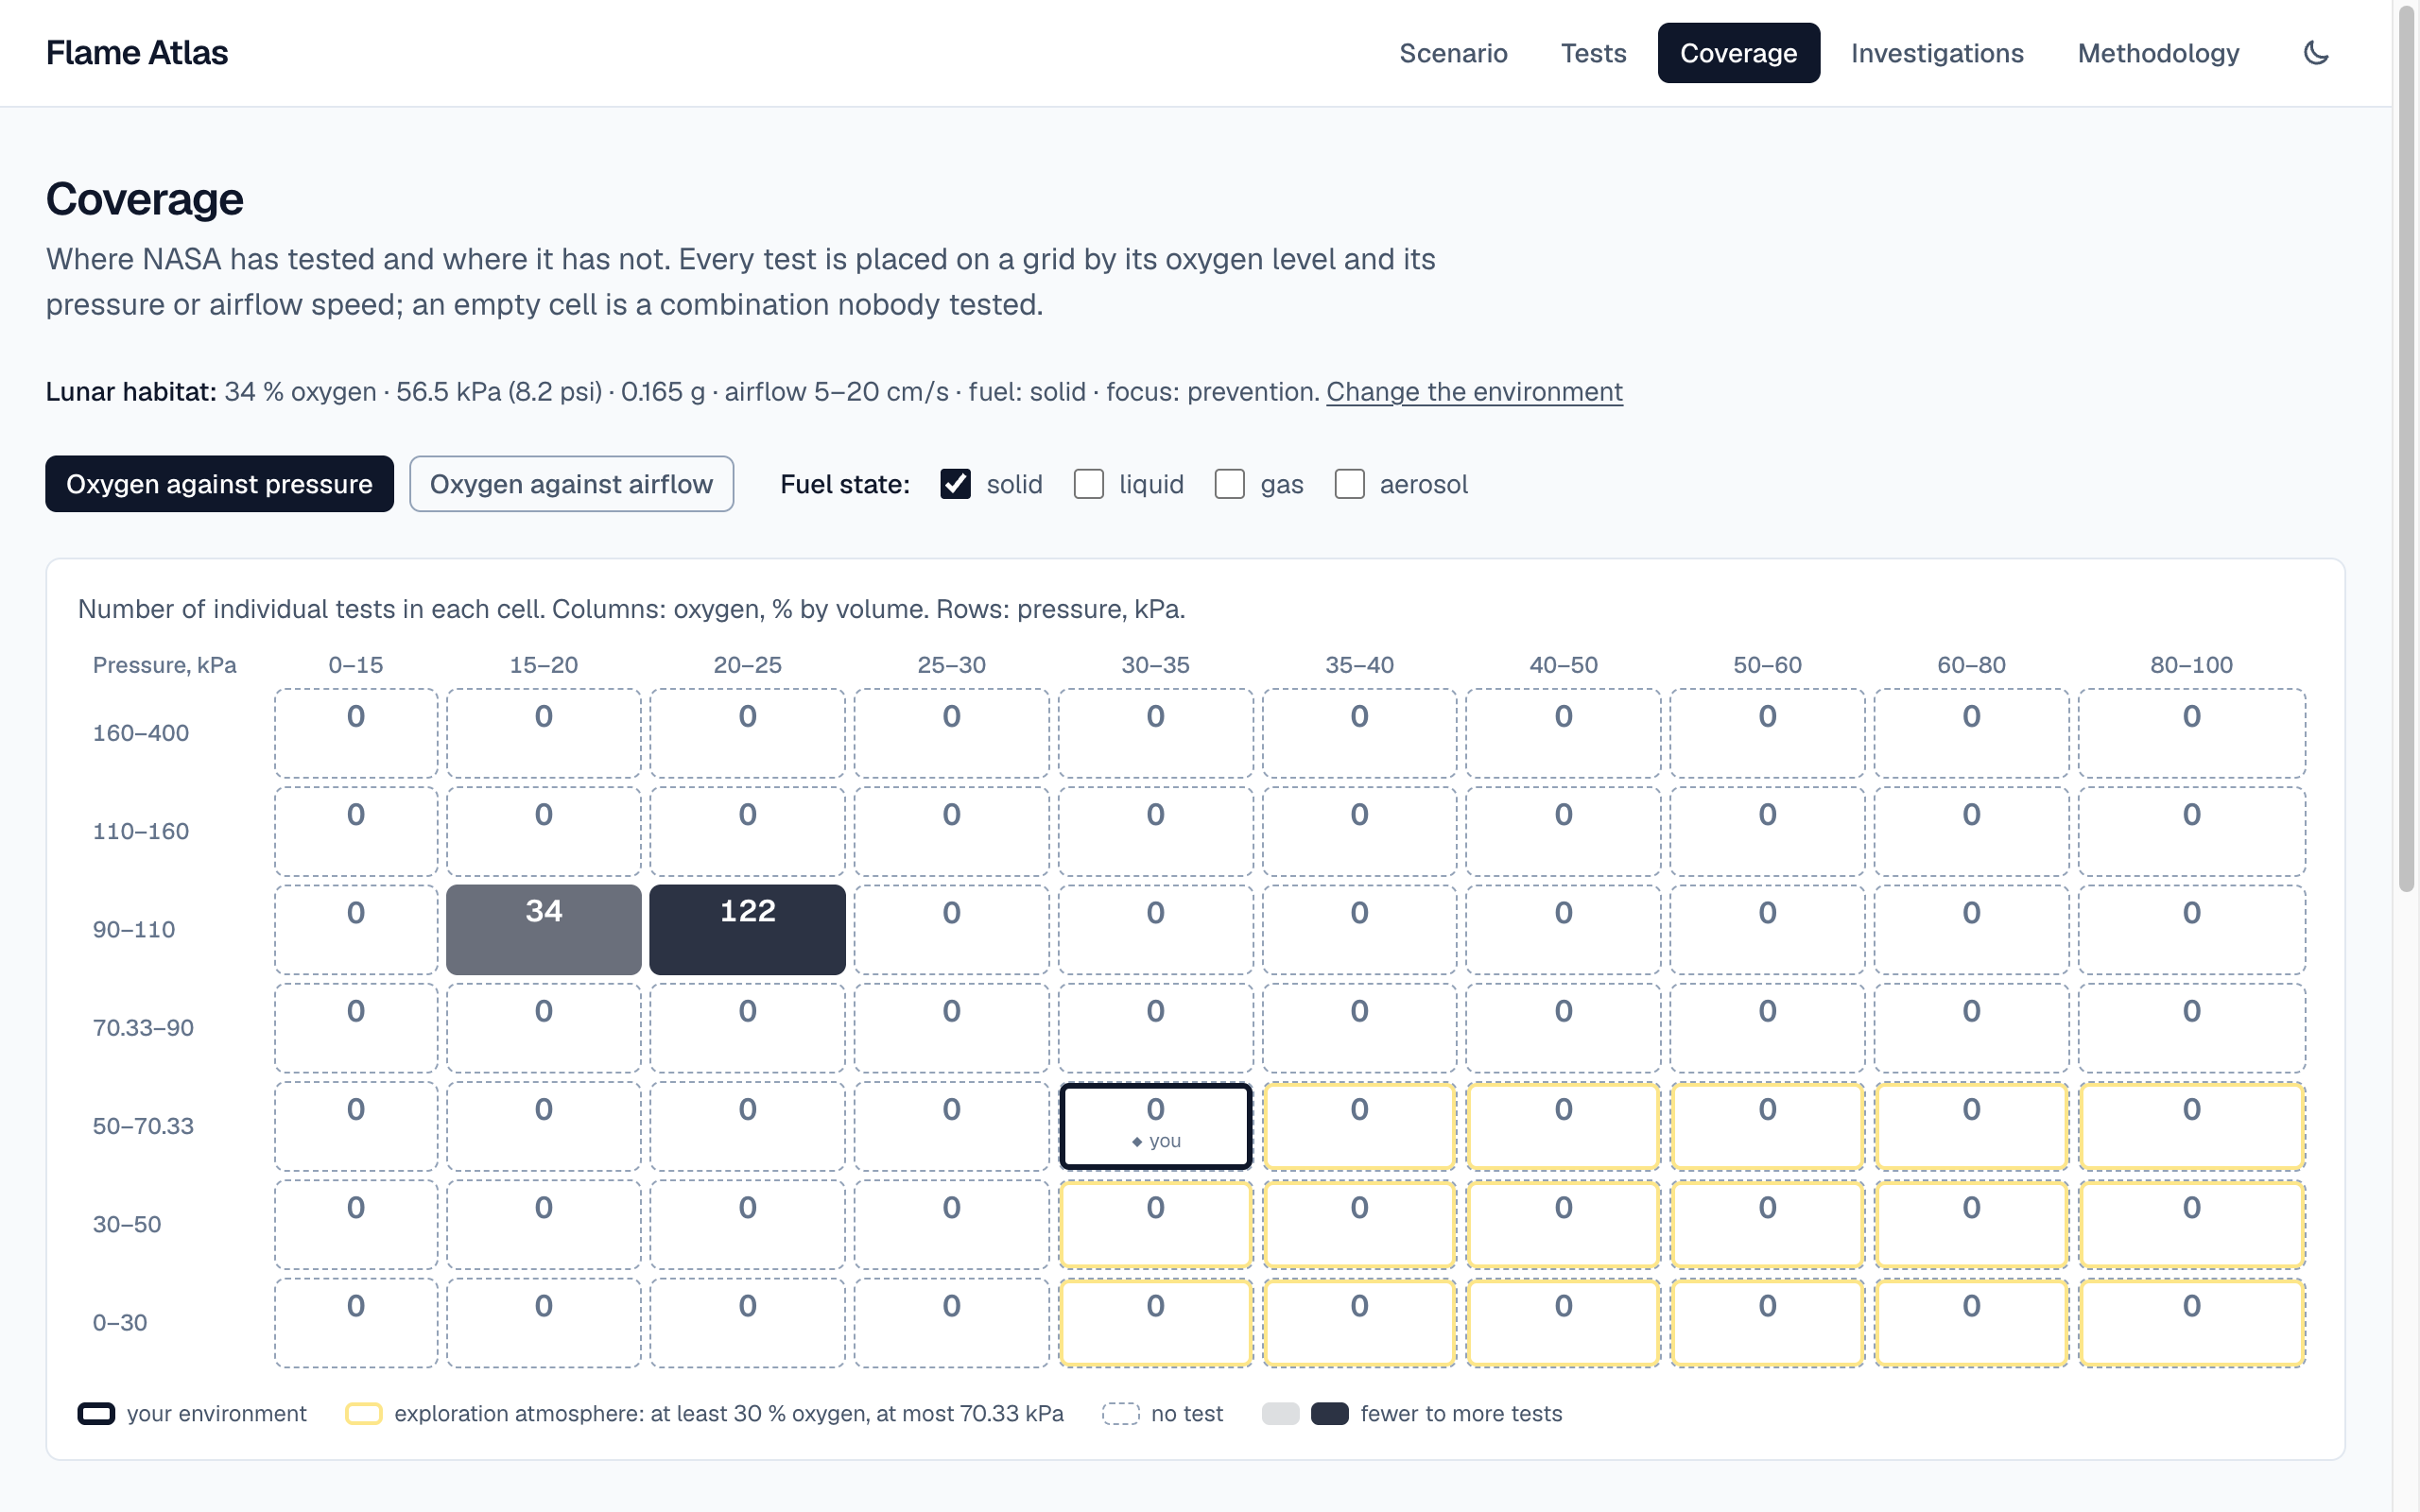 Flame Atlas
Scenario Tests Coverage Investigations Methodology
Coverage
Where NASA has tested and where it has not. Every test is placed on a grid by its oxygen level and its
pressure or airflow speed; an empty cell is a combination nobody tested.
Lunar habitat: 34 % oxygen · 56.5 kPa (8.2 psi) · 0.165 g · airflow 5–20 cm/s · fuel: solid · focus: prevention. Change the environment
Oxygen against pressure Oxygen against airflow Fuel state: solid liquid gas aerosol
Number of individual tests in each cell. Columns: oxygen, % by volume. Rows: pressure, kPa.
Pressure, kPa 0–15 15–20 20–25 25–30 30–35 35–40 40–50 50–60 60–80 80–100
160–400 0 0 0 0 0 0 0 0 0 0
110–160 0 0 0 0 0 0 0 0 0 0
90–110 0 34 122 0 0 0 0 0 0 0
70.33–90 0 0 0 0 0 0 0 0 0 0
50–70.33 0 0 0 0 0 0 0 0 0 0
◆ you
30–50 0 0 0 0 0 0 0 0 0 0
0–30 0 0 0 0 0 0 0 0 0 0
your environment exploration atmosphere: at least 30 % oxygen, at most 70.33 kPa no test fewer to more tests